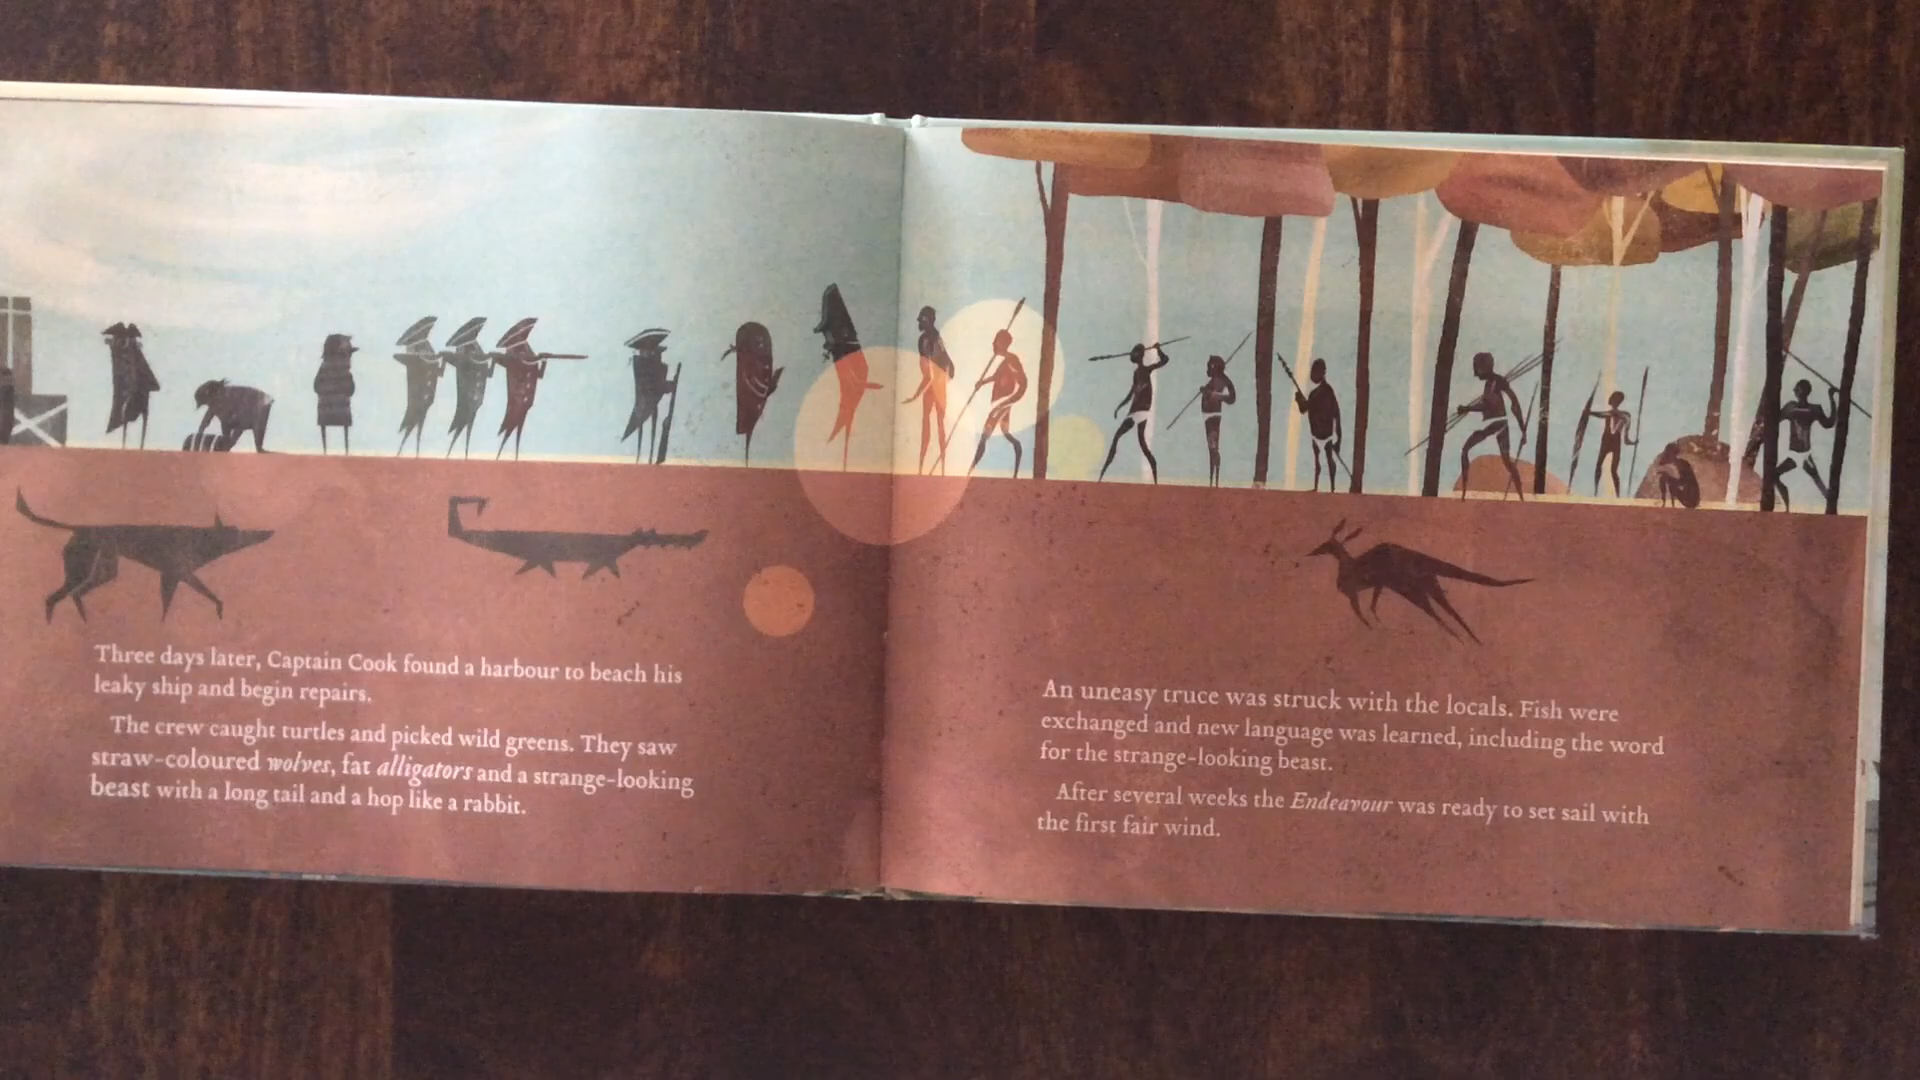 Three days later, Captain Cook found a harbour to beach his
leaky ship and begin repairs.
The crew caught turtles and picked wild greens. They saw
straw-coloured wolves, fat alligators and a strange-looking
beast with a long tail and a hop like a rabbit.
An uneasy truce was struck with the locals. Fish were
exchanged and new language was learned, including the word
for the strange-looking beast.
After several weeks the Endeavour was ready to set sail with
the first fair wind.